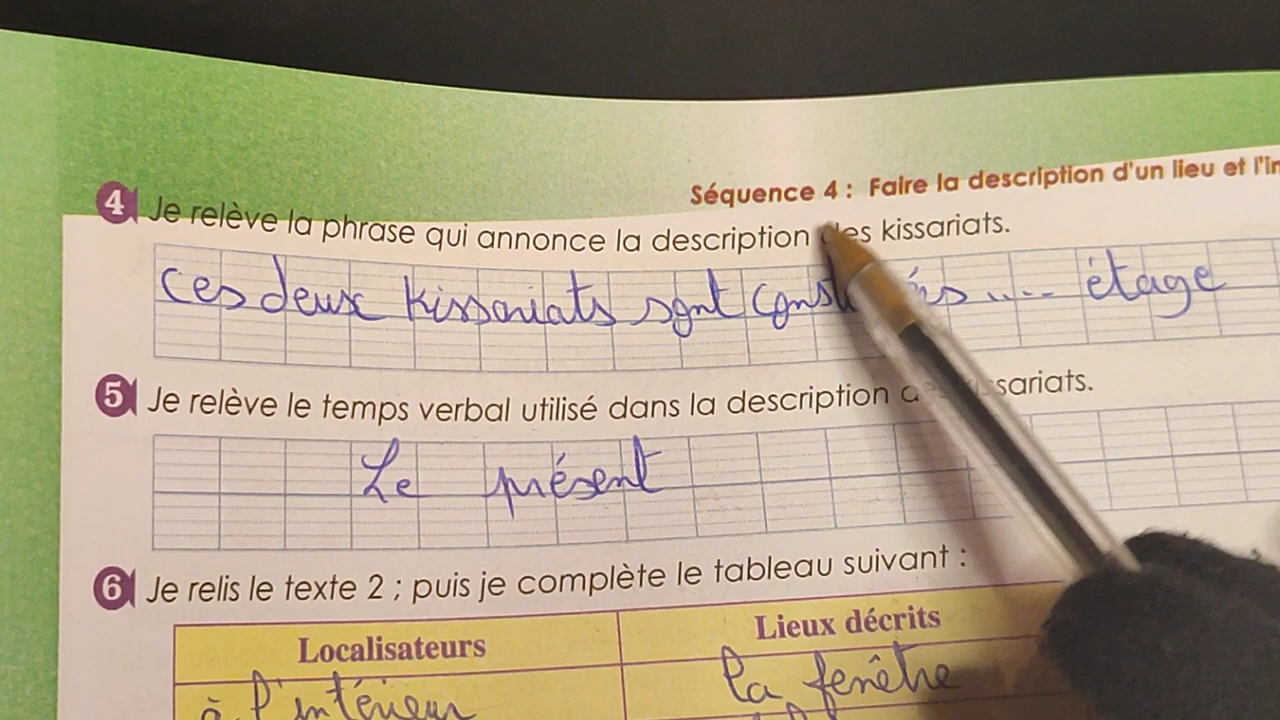 Séquence 4 : Faire la description d'un lieu et l'in
4 Je relève la phrase qui annonce la description des kissariats.
ces deux kissariats sont .... étage
5 Je relève le temps verbal utilisé dans la description kissariats.
Le présent
6 Je relis le texte 2 ; puis je complète le tableau suivant :
Localisateurs Lieux décrits
à l'intérieur la fenêtre